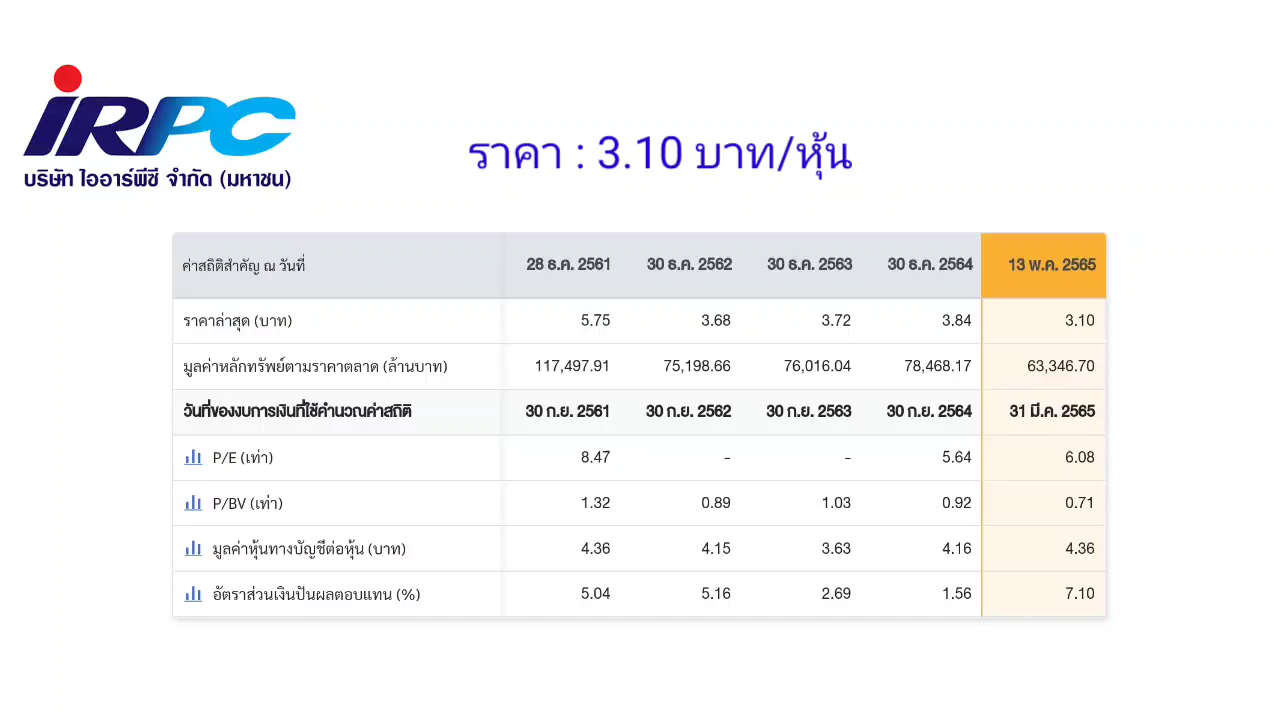 iRPC
บริษัท ไออาร์พีซี จำกัด (มหาชน)
ราคา : 3.10 บาท/หุ้น
ค่าสถิติสำคัญ ณ วันที่ 28 ธ.ค. 2561 30 ธ.ค. 2562 30 ธ.ค. 2563 30 ธ.ค. 2564 13 พ.ค. 2565
ราคาล่าสุด (บาท) 5.75 3.68 3.72 3.84 3.10
มูลค่าหลักทรัพย์ตามราคาตลาด (ล้านบาท) 117,497.91 75,198.66 76,016.04 78,468.17 63,346.70
วันที่ของงบการเงินที่ใช้คำนวณค่าสถิติ 30 ก.ย. 2561 30 ก.ย. 2562 30 ก.ย. 2563 30 ก.ย. 2564 31 มี.ค. 2565
P/E (เท่า) 8.47 - - 5.64 6.08
P/BV (เท่า) 1.32 0.89 1.03 0.92 0.71
มูลค่าหุ้นทางบัญชีต่อหุ้น (บาท) 4.36 4.15 3.63 4.16 4.36
อัตราส่วนเงินปันผลตอบแทน (%) 5.04 5.16 2.69 1.56 7.10